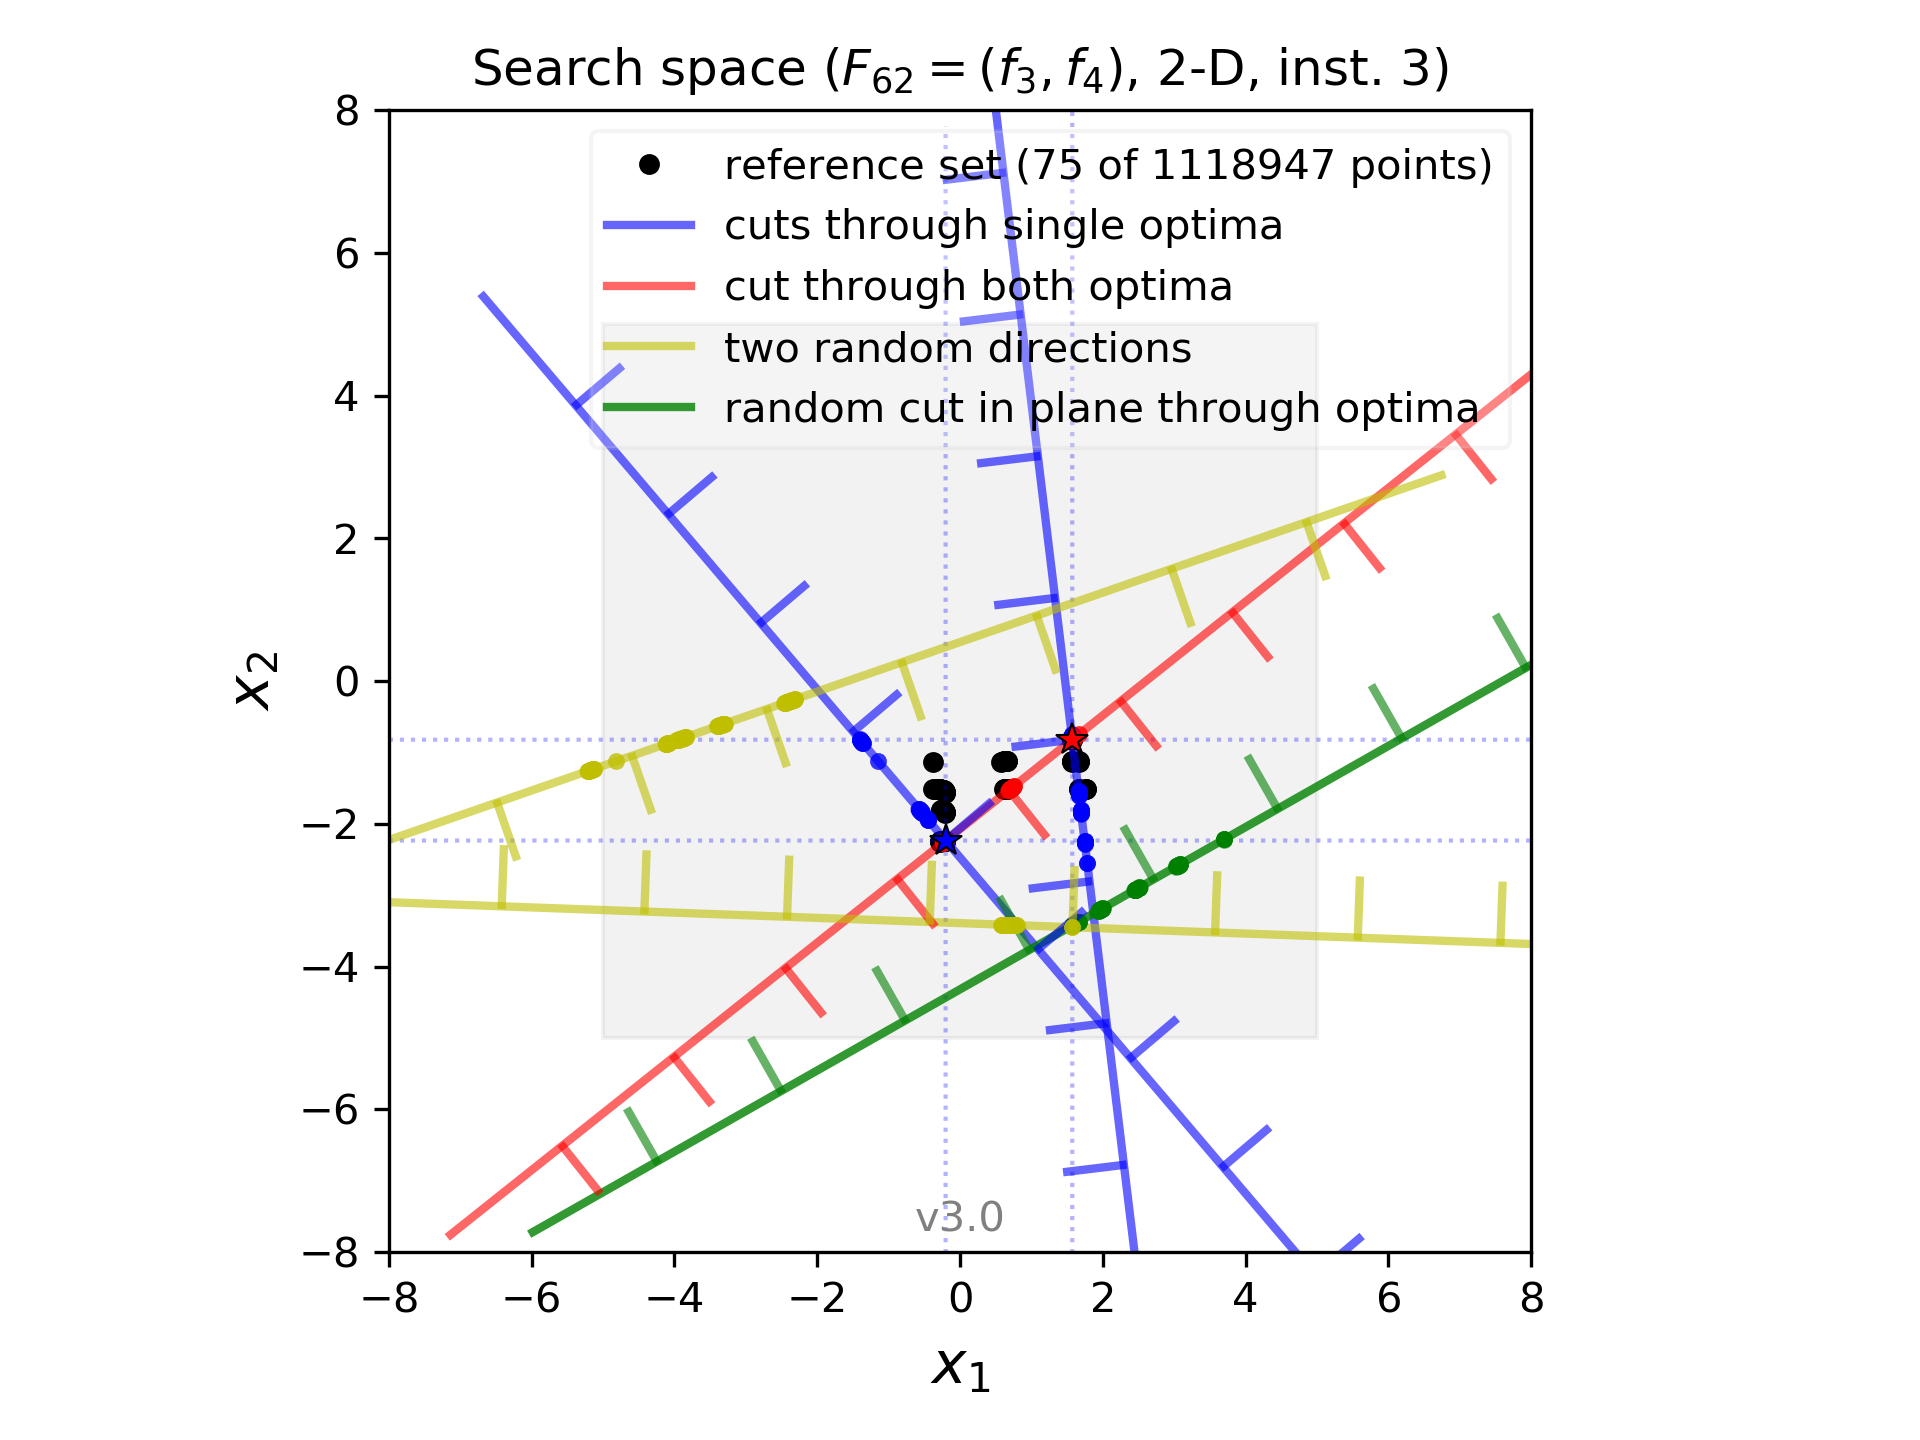 Search space (F62 = (f3, f4), 2-D, inst. 3)
reference set (75 of 1118947 points)
cuts through single optima
cut through both optima
two random directions
random cut in plane through optima
8
6
4
2
0
−2
−4
−6
−8
x2
v3.0
−8 −6 −4 −2 0 2 4 6 8
x1